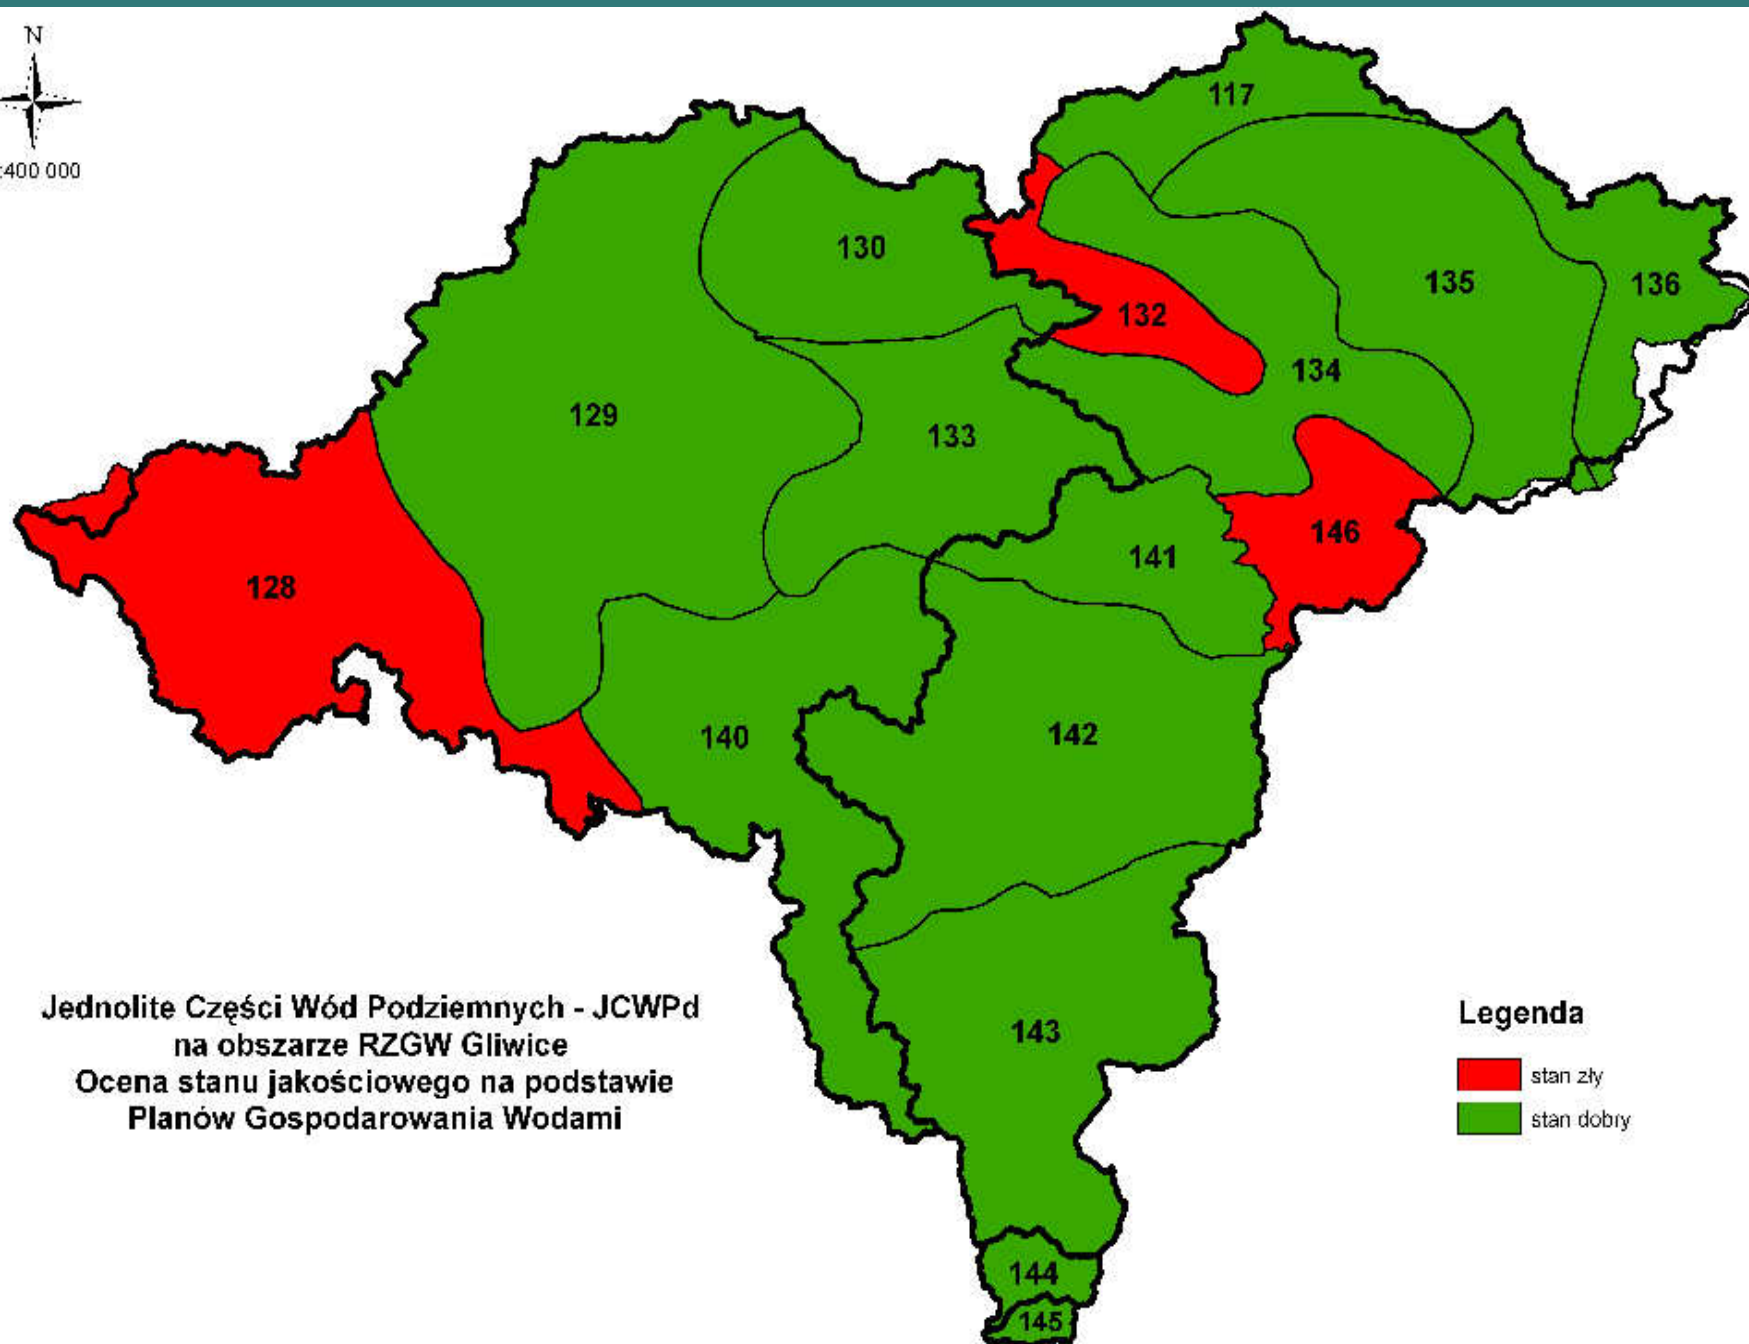 N
:400 000
117
130
135
136
132
134
129
133
146
141
128
140
142
Jednolite Części Wód Podziemnych - JCWPd
na obszarze RZGW Gliwice
Ocena stanu jakościowego na podstawie
Planów Gospodarowania Wodami
143
Legenda
stan zły
stan dobry
144
145